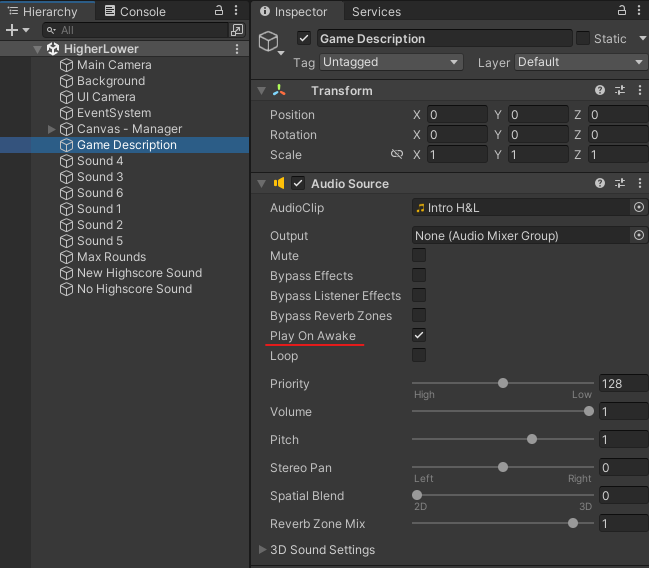 Hierarchy
Console
All
HigherLower
Main Camera
Background
UI Camera
EventSystem
Canvas - Manager
Game Description
Sound 4
Sound 3
Sound 6
Sound 1
Sound 2
Sound 5
Max Rounds
New Highscore Sound
No Highscore Sound
Inspector
Services
Game Description
Static
Tag Untagged
Layer Default
Transform
Position X 0 Y 0 Z 0
Rotation X 0 Y 0 Z 0
Scale X 1 Y 1 Z 1
Audio Source
AudioClip Intro H&L
Output None (Audio Mixer Group)
Mute
Bypass Effects
Bypass Listener Effects
Bypass Reverb Zones
Play On Awake
Loop
Priority 128
High Low
Volume 1
Pitch 1
Stereo Pan 0
Left Right
Spatial Blend 0
2D 3D
Reverb Zone Mix 1
3D Sound Settings